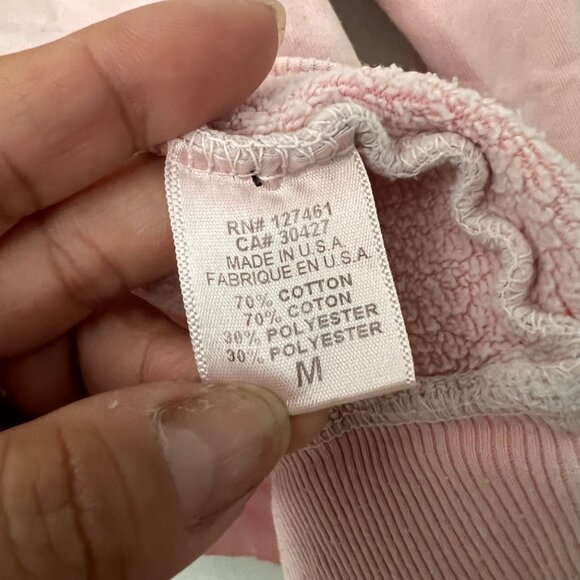 RN# 127461
CA# 30427
MADE IN U.S.A.
FABRIQUE EN U.S.A.
70% COTTON
70% COTON
30% POLYESTER
30% POLYESTER
M